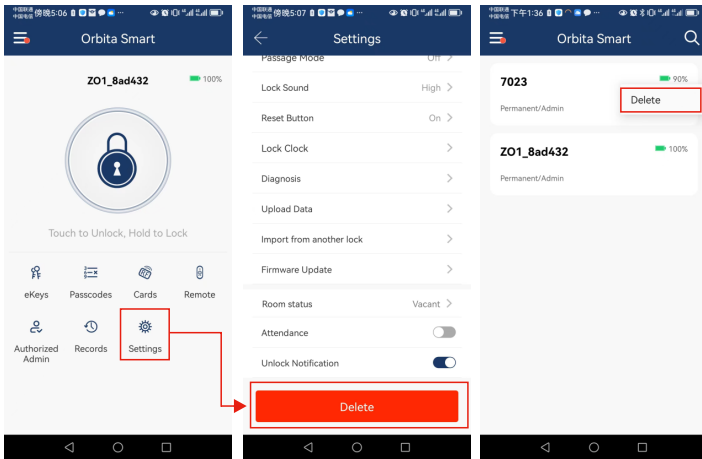 中国联通
中国电信 傍晚5:06
Orbita Smart
ZO1_8ad432
100%
Touch to Unlock, Hold to Lock
eKeys Passcodes Cards Remote
Authorized Admin Records Settings
中国联通
中国电信 傍晚5:07
Settings
Passage Mode Off
Lock Sound High
Reset Button On
Lock Clock
Diagnosis
Upload Data
Import from another lock
Firmware Update
Room status Vacant
Attendance
Unlock Notification
Delete
中国联通
中国电信 下午1:36
Orbita Smart
7023 90%
Permanent/Admin
Delete
ZO1_8ad432 100%
Permanent/Admin